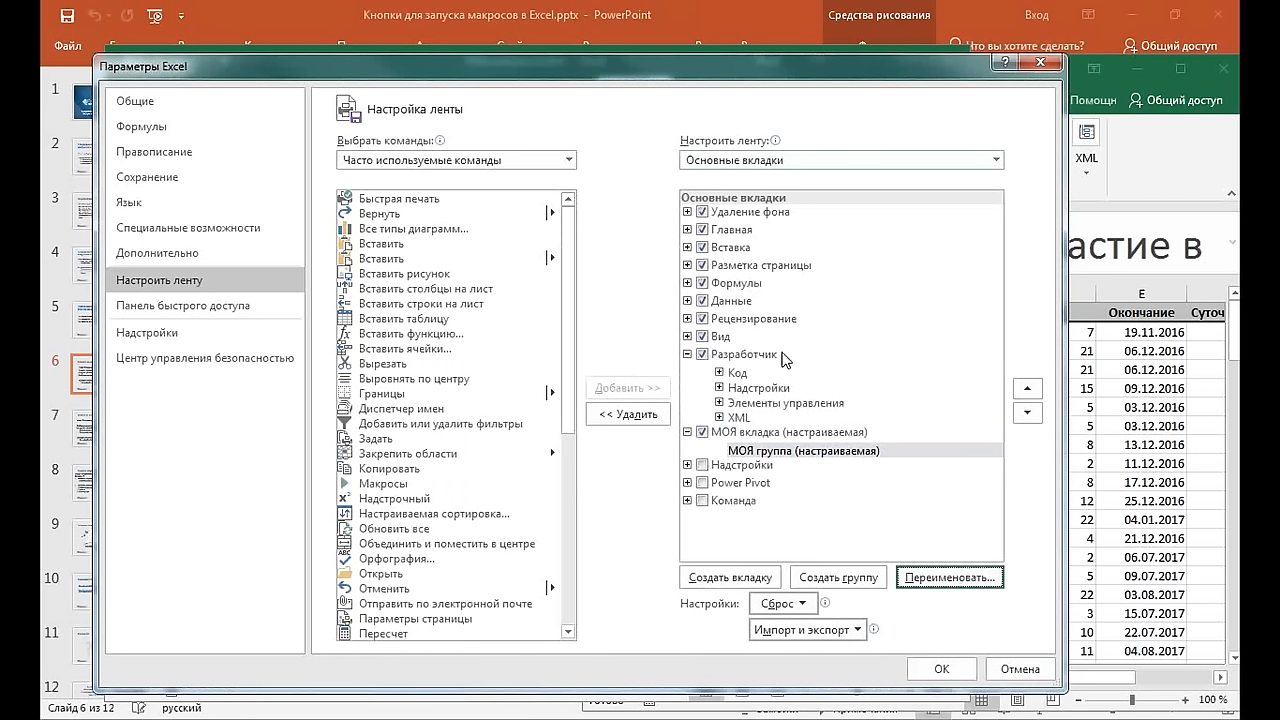 Кнопки для запуска макросов в Excel.pptx - PowerPoint
Средства рисования
Вход
Файл
Что вы хотите сделать?
Общий доступ
Параметры Excel
Помощн
Общий доступ
Общие
Формулы
Правописание
Сохранение
Язык
Специальные возможности
Дополнительно
Настроить ленту
Панель быстрого доступа
Надстройки
Центр управления безопасностью
Настройка ленты
Выбрать команды:
Часто используемые команды
Быстрая печать
Вернуть
Все типы диаграмм...
Вставить
Вставить
Вставить рисунок
Вставить столбцы на лист
Вставить строки на лист
Вставить таблицу
Вставить функцию...
Вставить ячейки...
Вырезать
Выровнять по центру
Границы
Диспетчер имен
Добавить или удалить фильтры
Задать
Закрепить области
Копировать
Макросы
Надстрочный
Настраиваемая сортировка...
Обновить все
Объединить и поместить в центре
Орфография...
Открыть
Отменить
Отправить по электронной почте
Параметры страницы
Пересчет
Добавить >>
<< Удалить
Настроить ленту:
Основные вкладки
Основные вкладки
Удаление фона
Главная
Вставка
Разметка страницы
Формулы
Данные
Рецензирование
Вид
Разработчик
Код
Надстройки
Элементы управления
XML
МОЯ вкладка (настраиваемая)
МОЯ группа (настраиваемая)
Надстройки
Power Pivot
Команда
Создать вкладку
Создать группу
Переименовать...
Настройки:
Сброс
Импорт и экспорт
ОК
Отмена
XML
астие в
E
Окончание Суточ
7 19.11.2016
21 06.12.2016
21 06.12.2016
15 09.12.2016
5 03.12.2016
5 03.12.2016
8 13.12.2016
2 11.12.2016
8 17.12.2016
12 25.12.2016
22 04.01.2017
4 21.12.2016
2 06.07.2017
5 09.07.2017
22 03.08.2017
3 15.07.2017
10 22.07.2017
11 04.08.2017
1
2
3
4
5
6
7
8
9
10
11
12
Слайд 6 из 12
русский
100 %